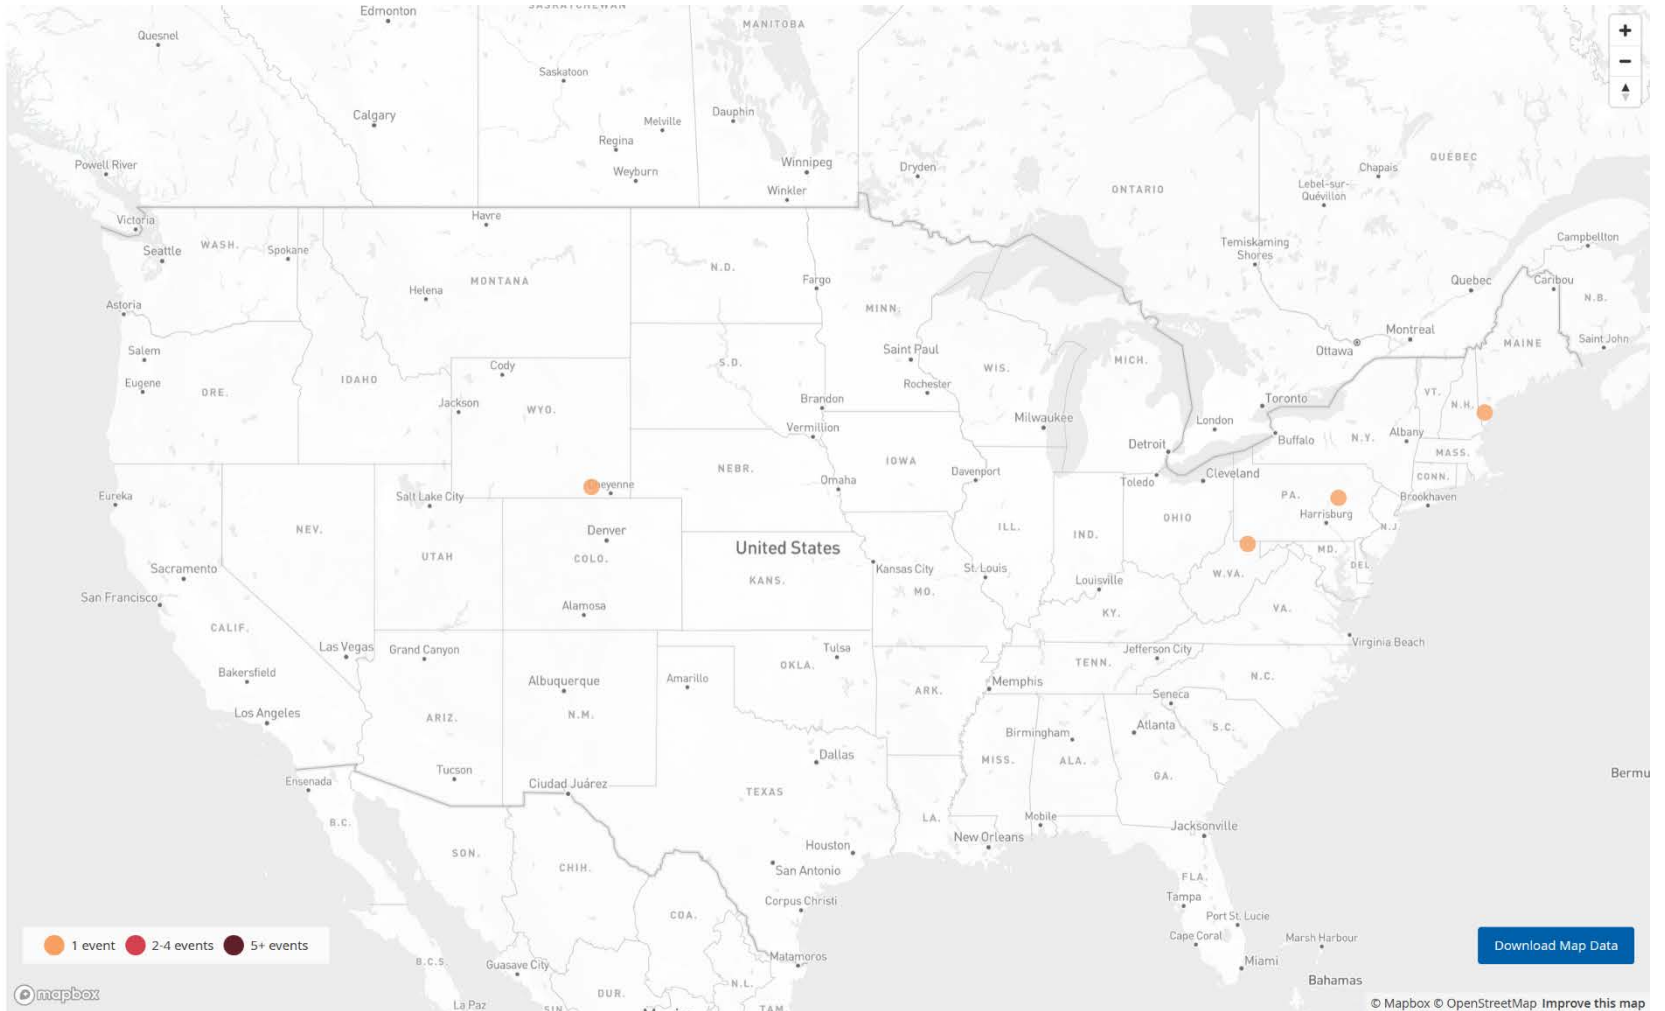 Edmonton
SASKATCHEWAN
MANITOBA
Quesnel
Saskatoon
Calgary
Dauphin
Melville
Regina
Winnipeg
Dryden
Chapais
QUÉBEC
Powell River
Weyburn
Winkler
ONTARIO
Lebel-sur-
Quévillon
Victoria
Havre
Seattle
WASH.
Spokane
N.D.
Temiskaming
Shores
Campbellton
MONTANA
Helena
Fargo
Quebec
Caribou
N.B.
Astoria
MINN.
Montreal
Saint John
Salem
Saint Paul
Ottawa
MAINE
Cody
S.D.
WIS.
MICH.
Eugene
IDAHO
Rochester
ORE.
Jackson
WYO.
Brandon
Toronto
VT.
N.H.
Milwaukee
London
Vermillion
Detroit
Buffalo
N.Y.
Albany
IOWA
NEBR.
Davenport
Cleveland
MASS.
Omaha
Toledo
CONN.
Eureka
Salt Lake City
Cheyenne
PA.
Brookhaven
NEV.
Denver
ILL.
IND.
OHIO
Harrisburg
N.J.
United States
UTAH
COLO.
MD.
Sacramento
KANS.
Kansas City
St. Louis
W.VA.
DEL.
San Francisco
Alamosa
MO.
Louisville
KY.
VA.
CALIF.
Las Vegas
Grand Canyon
Tulsa
Jefferson City
Virginia Beach
Bakersfield
OKLA.
TENN.
Albuquerque
Amarillo
Memphis
N.C.
ARK.
Seneca
Los Angeles
ARIZ.
N.M.
Birmingham
Atlanta
S.C.
Dallas
MISS.
ALA.
Tucson
GA.
Bermu
Ensenada
Ciudad Juárez
TEXAS
B.C.
LA.
Mobile
Jacksonville
New Orleans
Houston
SON.
CHIH.
San Antonio
FLA.
Corpus Christi
Tampa
COA.
Port St. Lucie
Cape Coral
Marsh Harbour
1 event
2-4 events
5+ events
Download Map Data
B.C.S.
Guasave City
Matamoros
Miami
Bahamas
N.L.
DUR.
mapbox
La Paz
SIN.
TAM.
© Mapbox © OpenStreetMap Improve this map